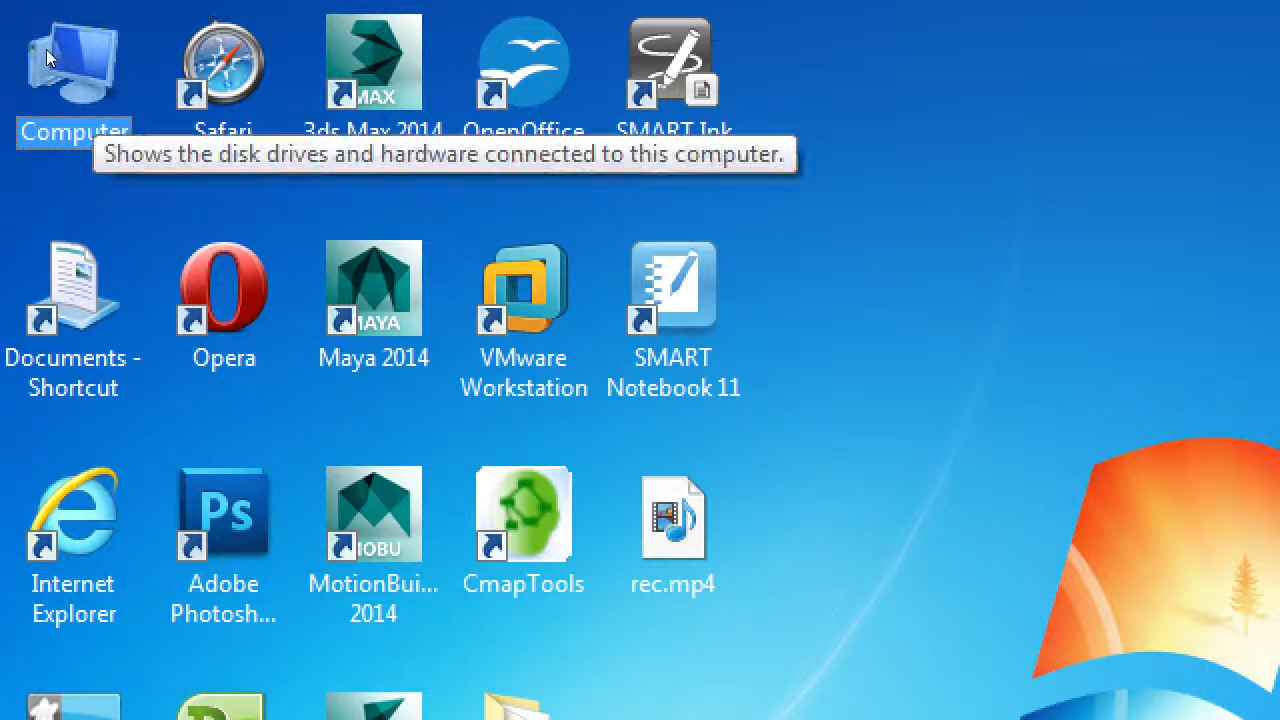 MAX
Computer
Safari
3ds Max 2014
OpenOffice
SMART Ink
Shows the disk drives and hardware connected to this computer.
MAYA
Documents -
Shortcut
Opera
Maya 2014
VMware
Workstation
SMART
Notebook 11
Ps
MOBU
Internet
Explorer
Adobe
Photosh...
MotionBui...
2014
CmapTools
rec.mp4